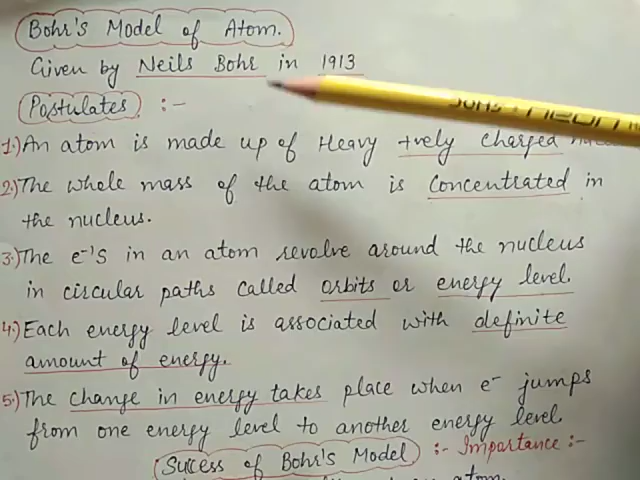 Bohr's Model of Atom.
Given by Neils Bohr in 1913
Postulates :-
1.) An atom is made up of Heavy +vely charged
2.) The whole mass of the atom is concentrated in
the nucleus.
3.) The e⁻'s in an atom revolve around the nucleus
in circular paths called orbits or energy level.
4.) Each energy level is associated with definite
amount of energy.
5.) The change in energy takes place when e⁻ jumps
from one energy level to another energy level.
Sucess of Bohr's Model :- Importance :-
atom.